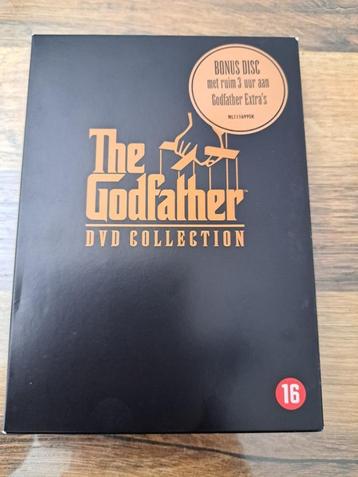 BONUS DISC
met ruim 3 uur aan
Godfather Extra's
The
Godfather
DVD COLLECTION
16